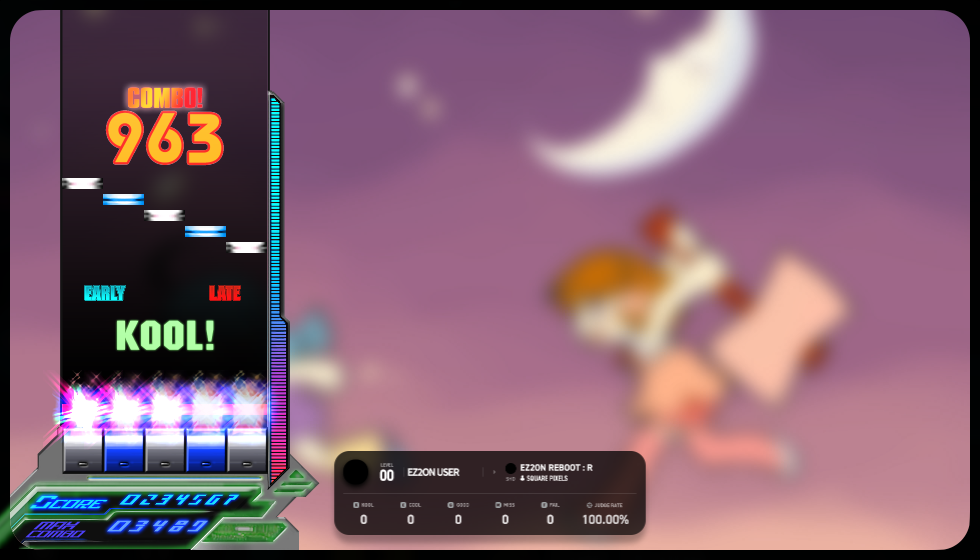 COMBO!
963
EARLY LATE
KOOL!
SCORE 0234567
MAX COMBO 03489
LEVEL
00 EZ2ON USER
EZ2ON REBOOT : R
SQUARE PIXELS
KOOL COOL GOOD MISS FAIL JUDGE RATE
0 0 0 0 0 100.00%